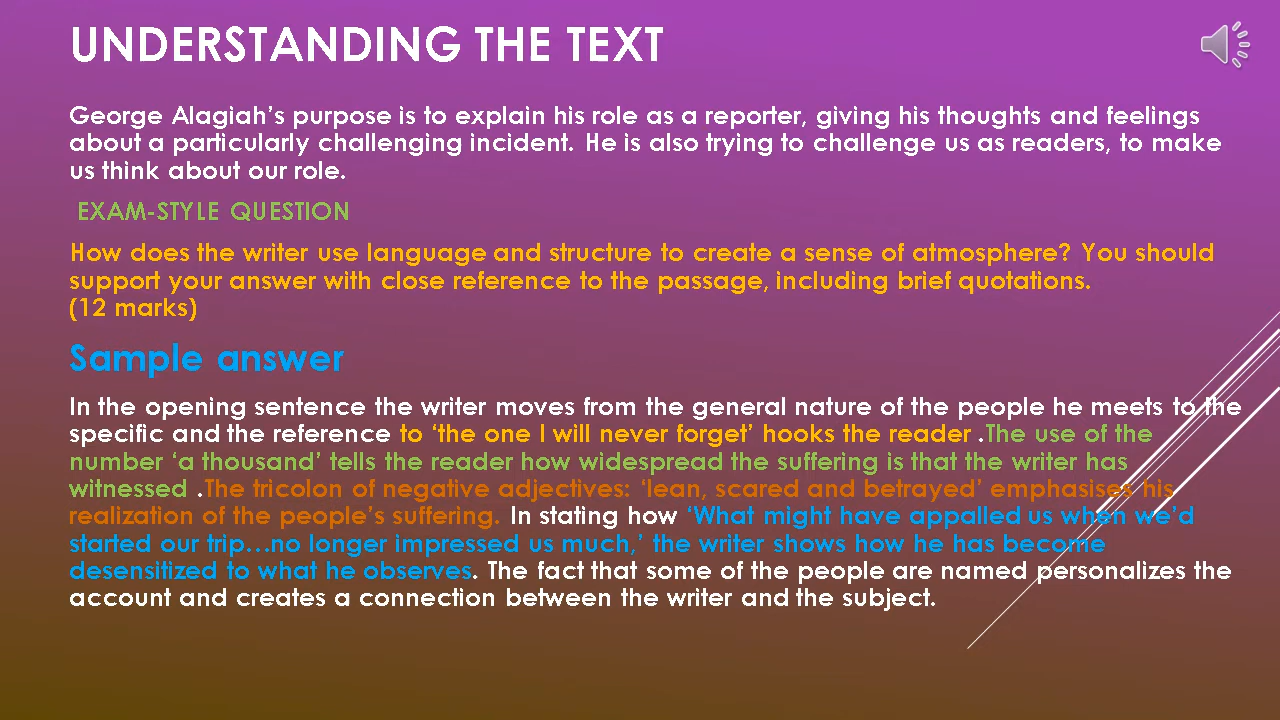 UNDERSTANDING THE TEXT
George Alagiah's purpose is to explain his role as a reporter, giving his thoughts and feelings
about a particularly challenging incident. He is also trying to challenge us as readers, to make
us think about our role.
EXAM-STYLE QUESTION
How does the writer use language and structure to create a sense of atmosphere? You should
support your answer with close reference to the passage, including brief quotations.
(12 marks)
Sample answer
In the opening sentence the writer moves from the general nature of the people he meets to the
specific and the reference to ‘the one I will never forget’ hooks the reader .The use of the
number ‘a thousand’ tells the reader how widespread the suffering is that the writer has
witnessed .The tricolon of negative adjectives: ‘lean, scared and betrayed’ emphasises his
realization of the people's suffering. In stating how ‘What might have appalled us when we'd
started our trip…no longer impressed us much,’ the writer shows how he has become
desensitized to what he observes. The fact that some of the people are named personalizes the
account and creates a connection between the writer and the subject.